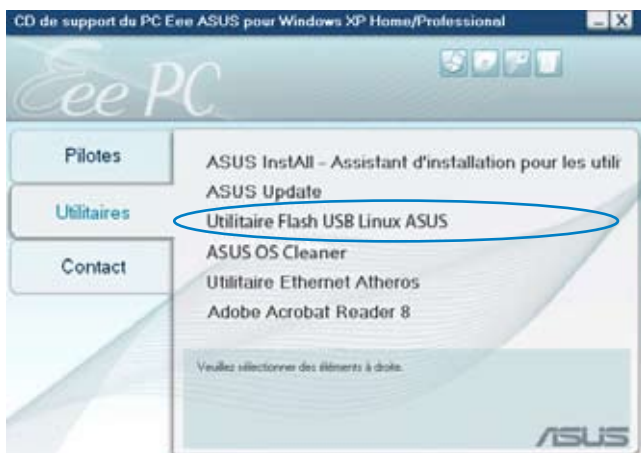 CD de support du PC Eee ASUS pour Windows XP Home/Professional
Eee PC
Pilotes
Utilitaires
Contact
ASUS InstAll - Assistant d'installation pour les utili
ASUS Update
Utilitaire Flash USB Linux ASUS
ASUS OS Cleaner
Utilitaire Ethernet Atheros
Adobe Acrobat Reader 8
Veuillez sélectionner des éléments à droite.
ASUS